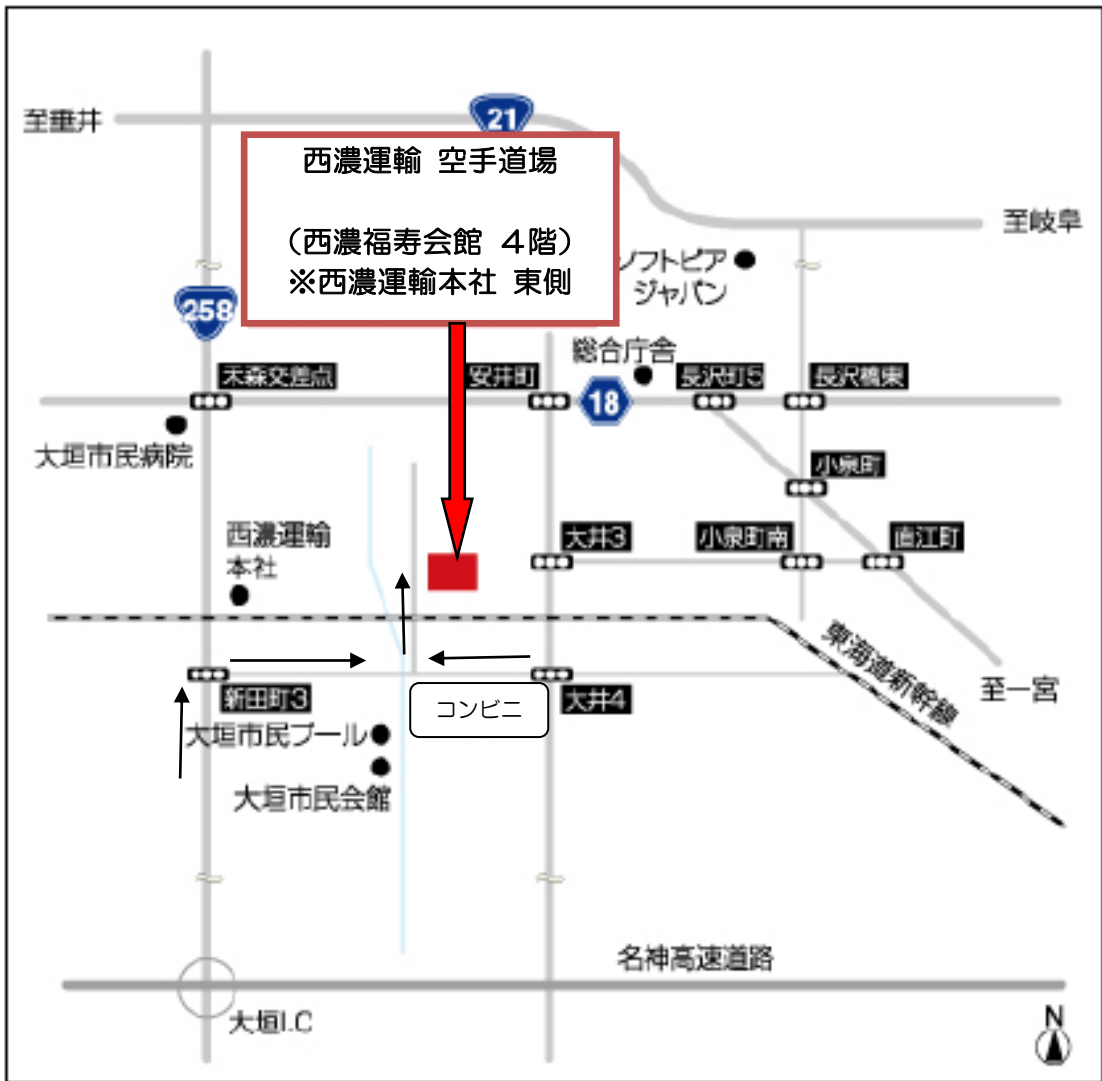 至垂井
21
西濃運輸 空手道場
(西濃福寿会館 4階)
※西濃運輸本社 東側
至岐阜
ソフトピア
ジャパン
258
総合庁舎
禾森交差点
安井町
18
長沢町5
長沢橋東
大垣市民病院
小泉町
西濃運輸
本社
大井3
小泉町南
直江町
東海道新幹線
至一宮
新田町3
コンビニ
大井4
大垣市民プール
大垣市民会館
名神高速道路
大垣I.C
N